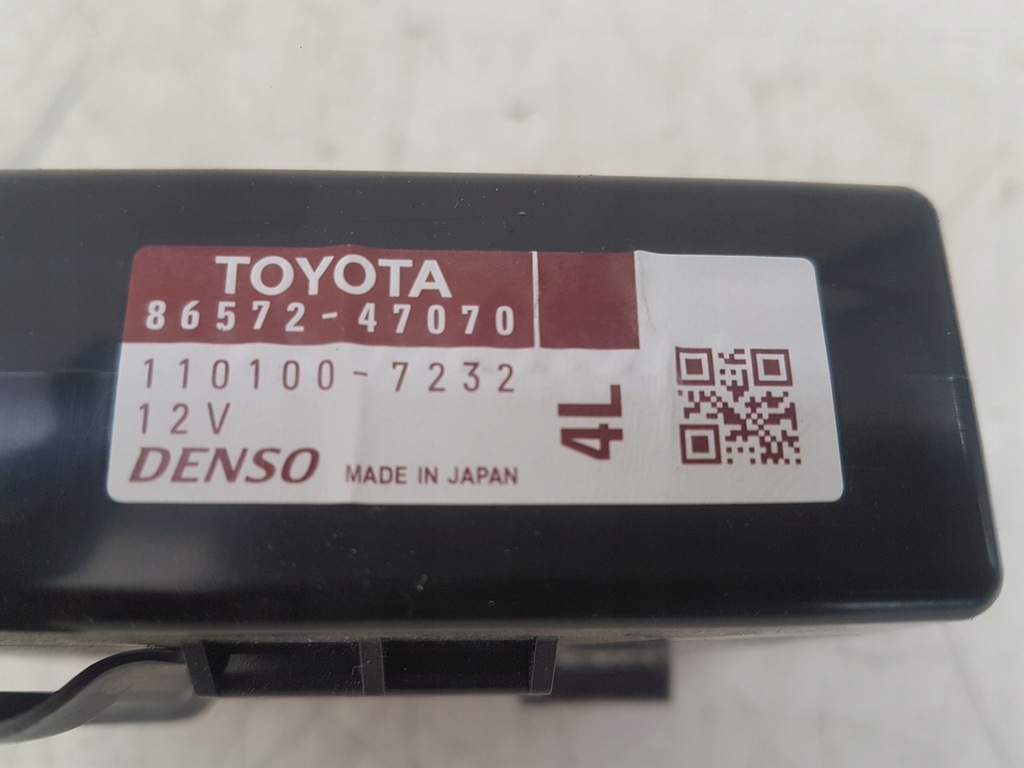 TOYOTA
86572-47070
110100-7232
12V
4L
DENSO MADE IN JAPAN